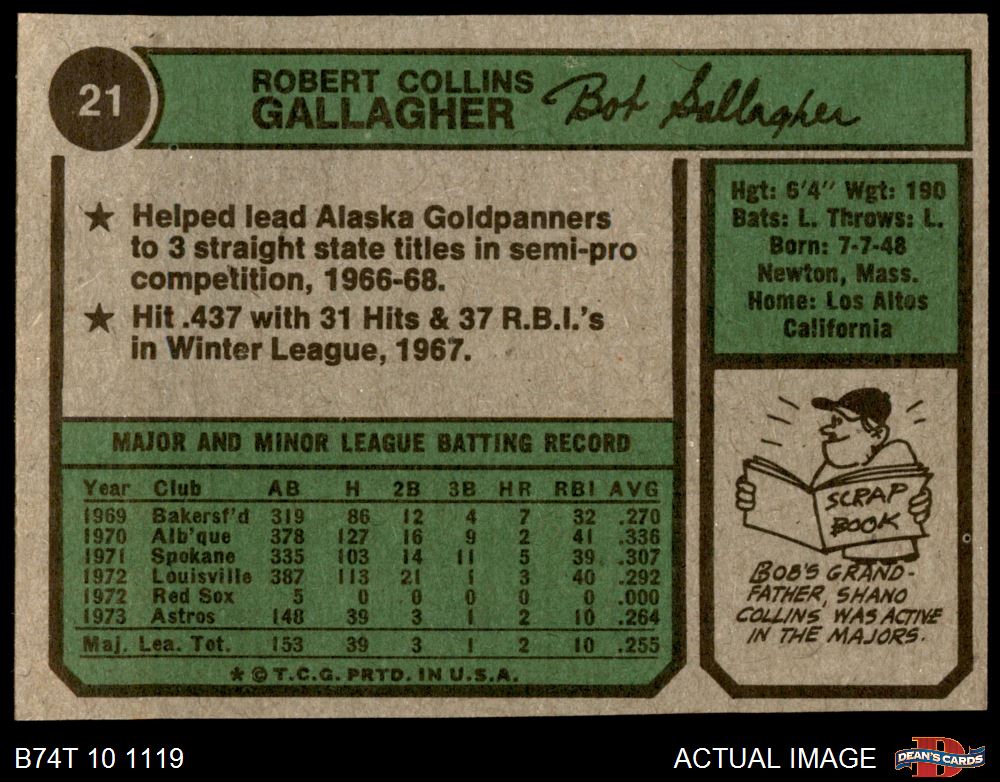 21
ROBERT COLLINS
GALLAGHER
Bob Gallagher
★ Helped lead Alaska Goldpanners
to 3 straight state titles in semi-pro
competition, 1966-68.
★ Hit .437 with 31 Hits & 37 R.B.I.'s
in Winter League, 1967.
Hgt: 6'4" Wgt: 190
Bats: L. Throws: L.
Born: 7-7-48
Newton, Mass.
Home: Los Altos
California
MAJOR AND MINOR LEAGUE BATTING RECORD
Year Club AB H 2B 3B HR RBI AVG
1969 Bakersf'd 319 86 12 4 7 32 .270
1970 Alb'que 378 127 16 9 2 41 .336
1971 Spokane 335 103 14 11 5 39 .307
1972 Louisville 387 113 21 1 3 40 .292
1972 Red Sox 5 0 0 0 0 0 .000
1973 Astros 148 39 3 1 2 10 .264
Maj. Lea. Tot. 153 39 3 1 2 10 .255
★ © T.C.G. PRTD. IN U.S.A.
SCRAP
BOOK
BOB'S GRAND-
FATHER, SHANO
COLLINS, WAS ACTIVE
IN THE MAJORS.
B74T 10 1119
ACTUAL IMAGE
D
DEAN'S CARDS